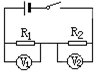 R₁ R₂
V₁ V₂